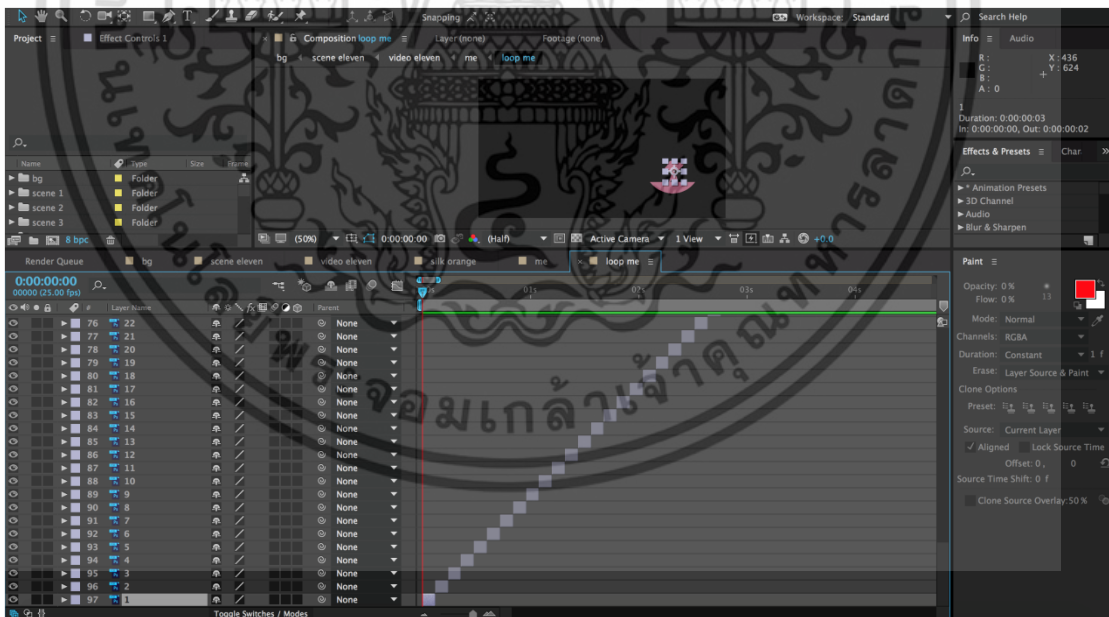 Snapping
Workspace: Standard
Search Help
Project
Effect Controls 1
Composition loop me
Layer (none)
Footage (none)
Info
Audio
bg
scene eleven
video eleven
me
loop me
R :
G :
B :
A : 0
X : 436
Y : 624
1
Duration: 0:00:00:03
In: 0:00:00:00, Out: 0:00:00:02
Effects & Presets
Char
* Animation Presets
3D Channel
Audio
Blur & Sharpen
Name Type Size Frame
bg Folder
scene 1 Folder
scene 2 Folder
scene 3 Folder
8 bpc
(50%) 0:00:00:00 (Half) Active Camera 1 View +0.0
Render Queue
bg
scene eleven
video eleven
silk orange
me
loop me
Paint
0:00:00:00
00000 (25.00 fps)
01s 02s 03s 04s
# Layer Name Parent
76 22 None
77 21 None
78 20 None
79 19 None
80 18 None
81 17 None
82 16 None
83 15 None
84 14 None
85 13 None
86 12 None
87 11 None
88 10 None
89 9 None
90 8 None
91 7 None
92 6 None
93 5 None
94 4 None
95 3 None
96 2 None
97 1 None
Toggle Switches / Modes
Opacity: 0 %
Flow: 0 % 13
Mode: Normal
Channels: RGBA
Duration: Constant 1 f
Erase: Layer Source & Paint
Clone Options
Preset:
Source: Current Layer
Aligned Lock Source Time
Offset: 0 , 0
Source Time Shift: 0 f
Clone Source Overlay: 50 %